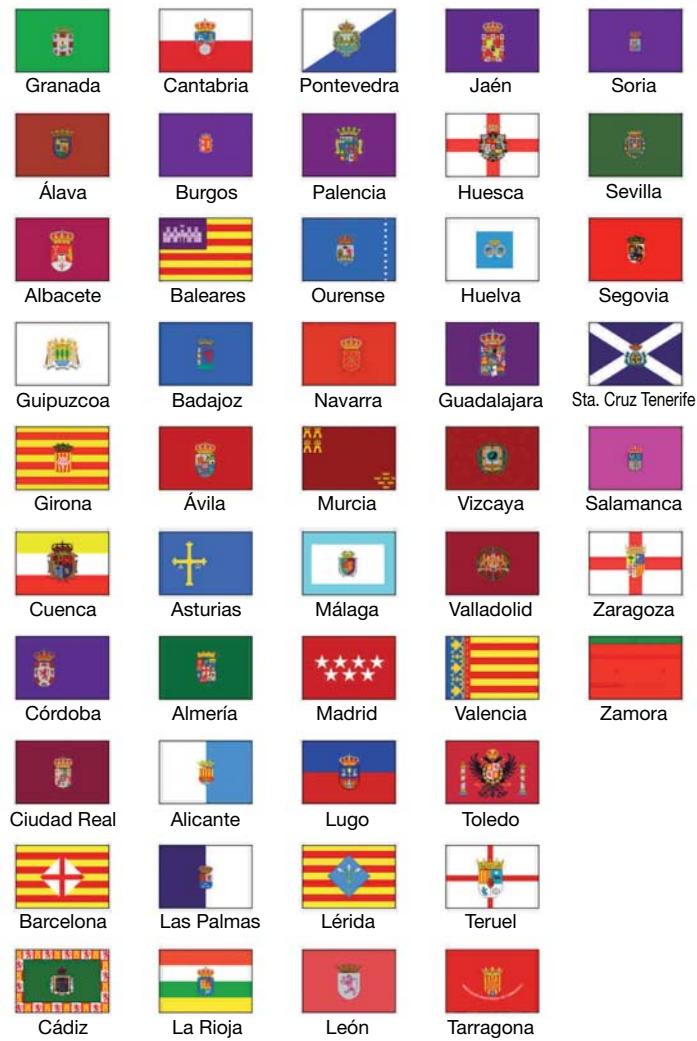 Granada Cantabria Pontevedra Jaén Soria
Álava Burgos Palencia Huesca Sevilla
Albacete Baleares Ourense Huelva Segovia
Guipuzcoa Badajoz Navarra Guadalajara Sta. Cruz Tenerife
Girona Ávila Murcia Vizcaya Salamanca
Cuenca Asturias Málaga Valladolid Zaragoza
Córdoba Almería Madrid Valencia Zamora
Ciudad Real Alicante Lugo Toledo
Barcelona Las Palmas Lérida Teruel
Cádiz La Rioja León Tarragona